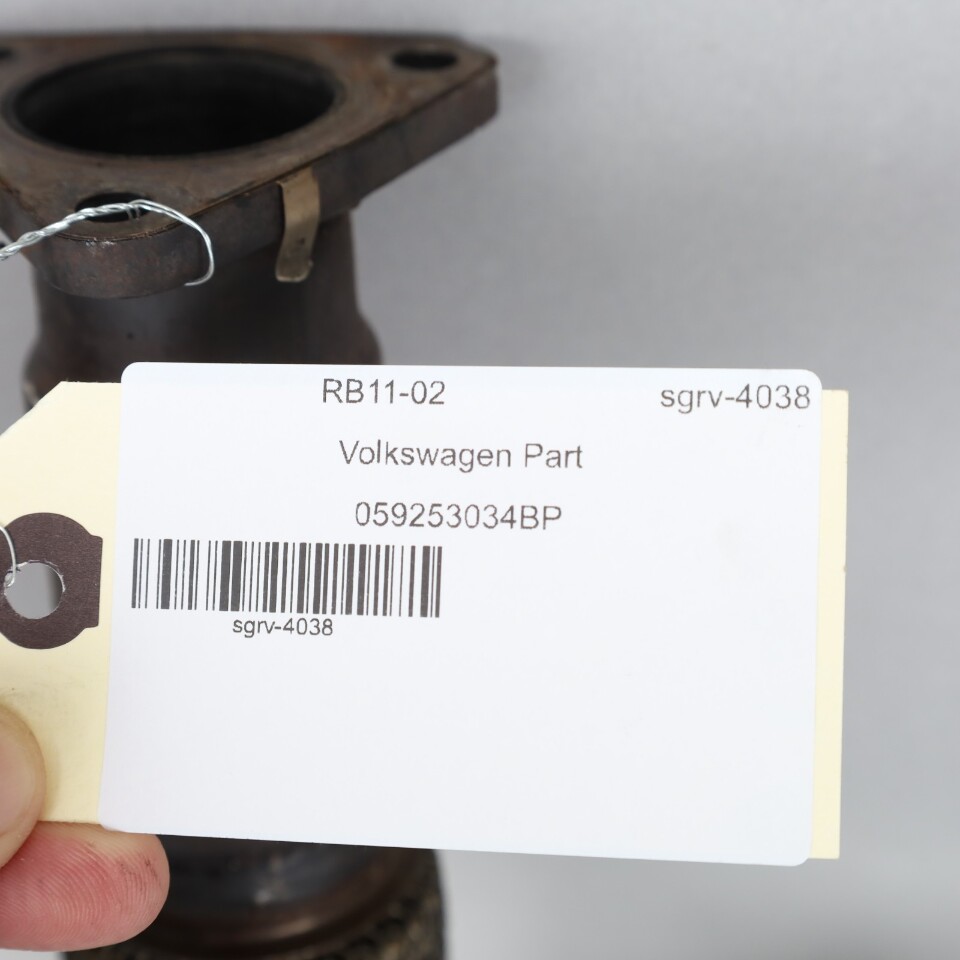 RB11-02 sgrv-4038
Volkswagen Part
059253034BP
sgrv-4038